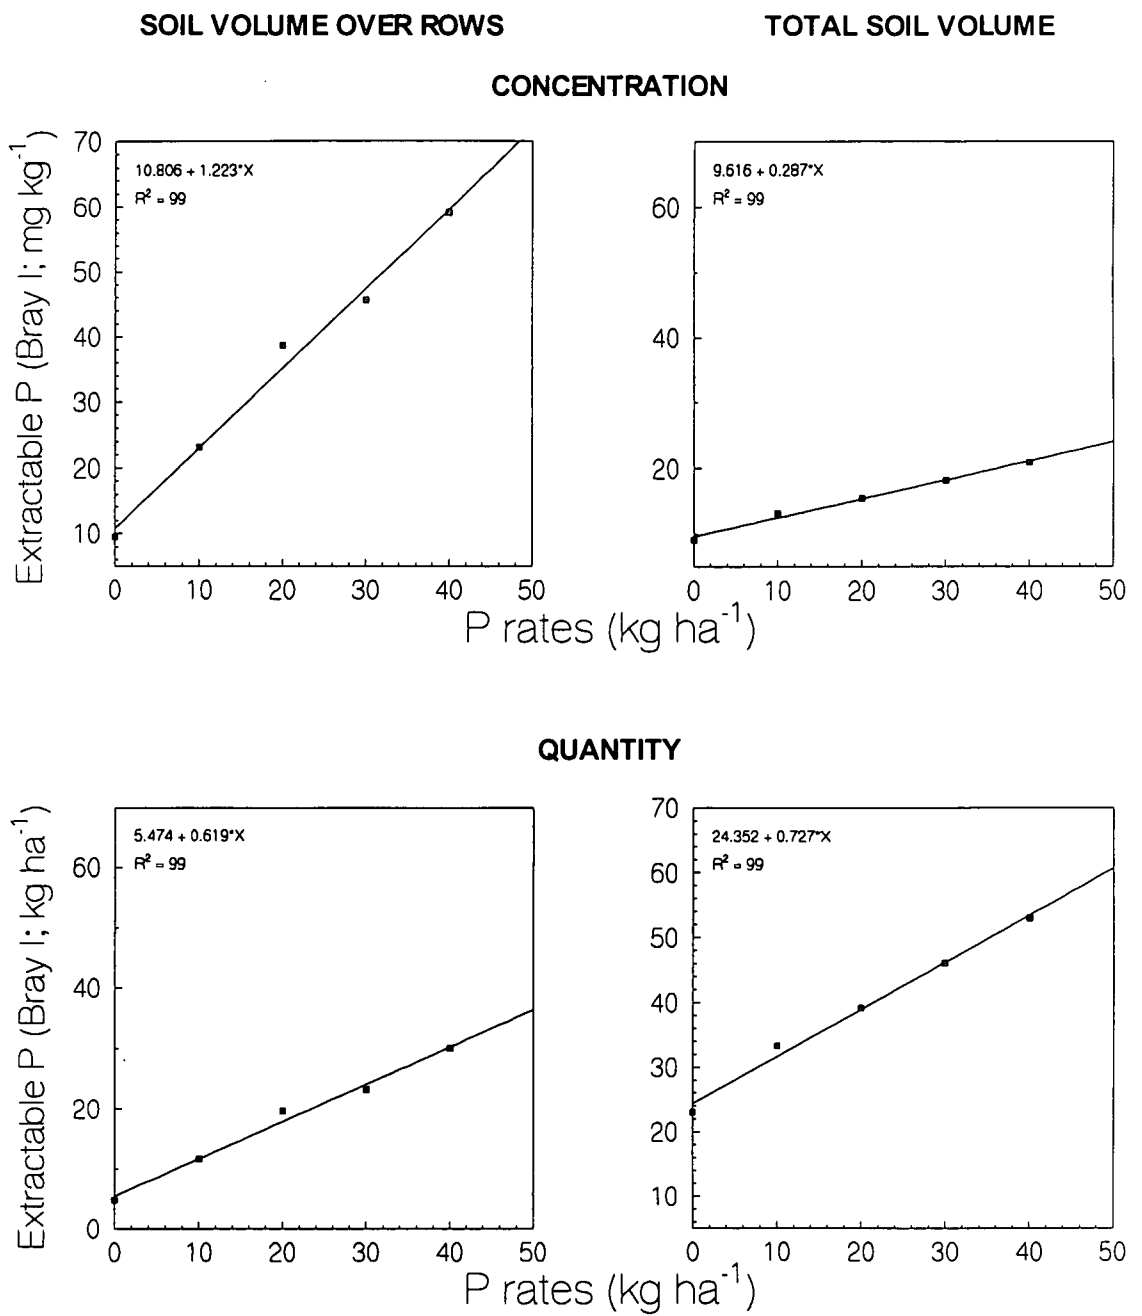 SOIL VOLUME OVER ROWS
TOTAL SOIL VOLUME
CONCENTRATION
Extractable P (Bray I; mg kg⁻¹)
70
60
50
40
30
20
10
10.806 + 1.223*X
R² = 99
0 10 20 30 40 50
60
40
20
9.616 + 0.287*X
R² = 99
0 10 20 30 40 50
P rates (kg ha⁻¹)
QUANTITY
Extractable P (Bray I; kg ha⁻¹)
60
40
20
0
5.474 + 0.619*X
R² = 99
0 10 20 30 40 50
70
60
50
40
30
20
10
24.352 + 0.727*X
R² = 99
0 10 20 30 40 50
P rates (kg ha⁻¹)